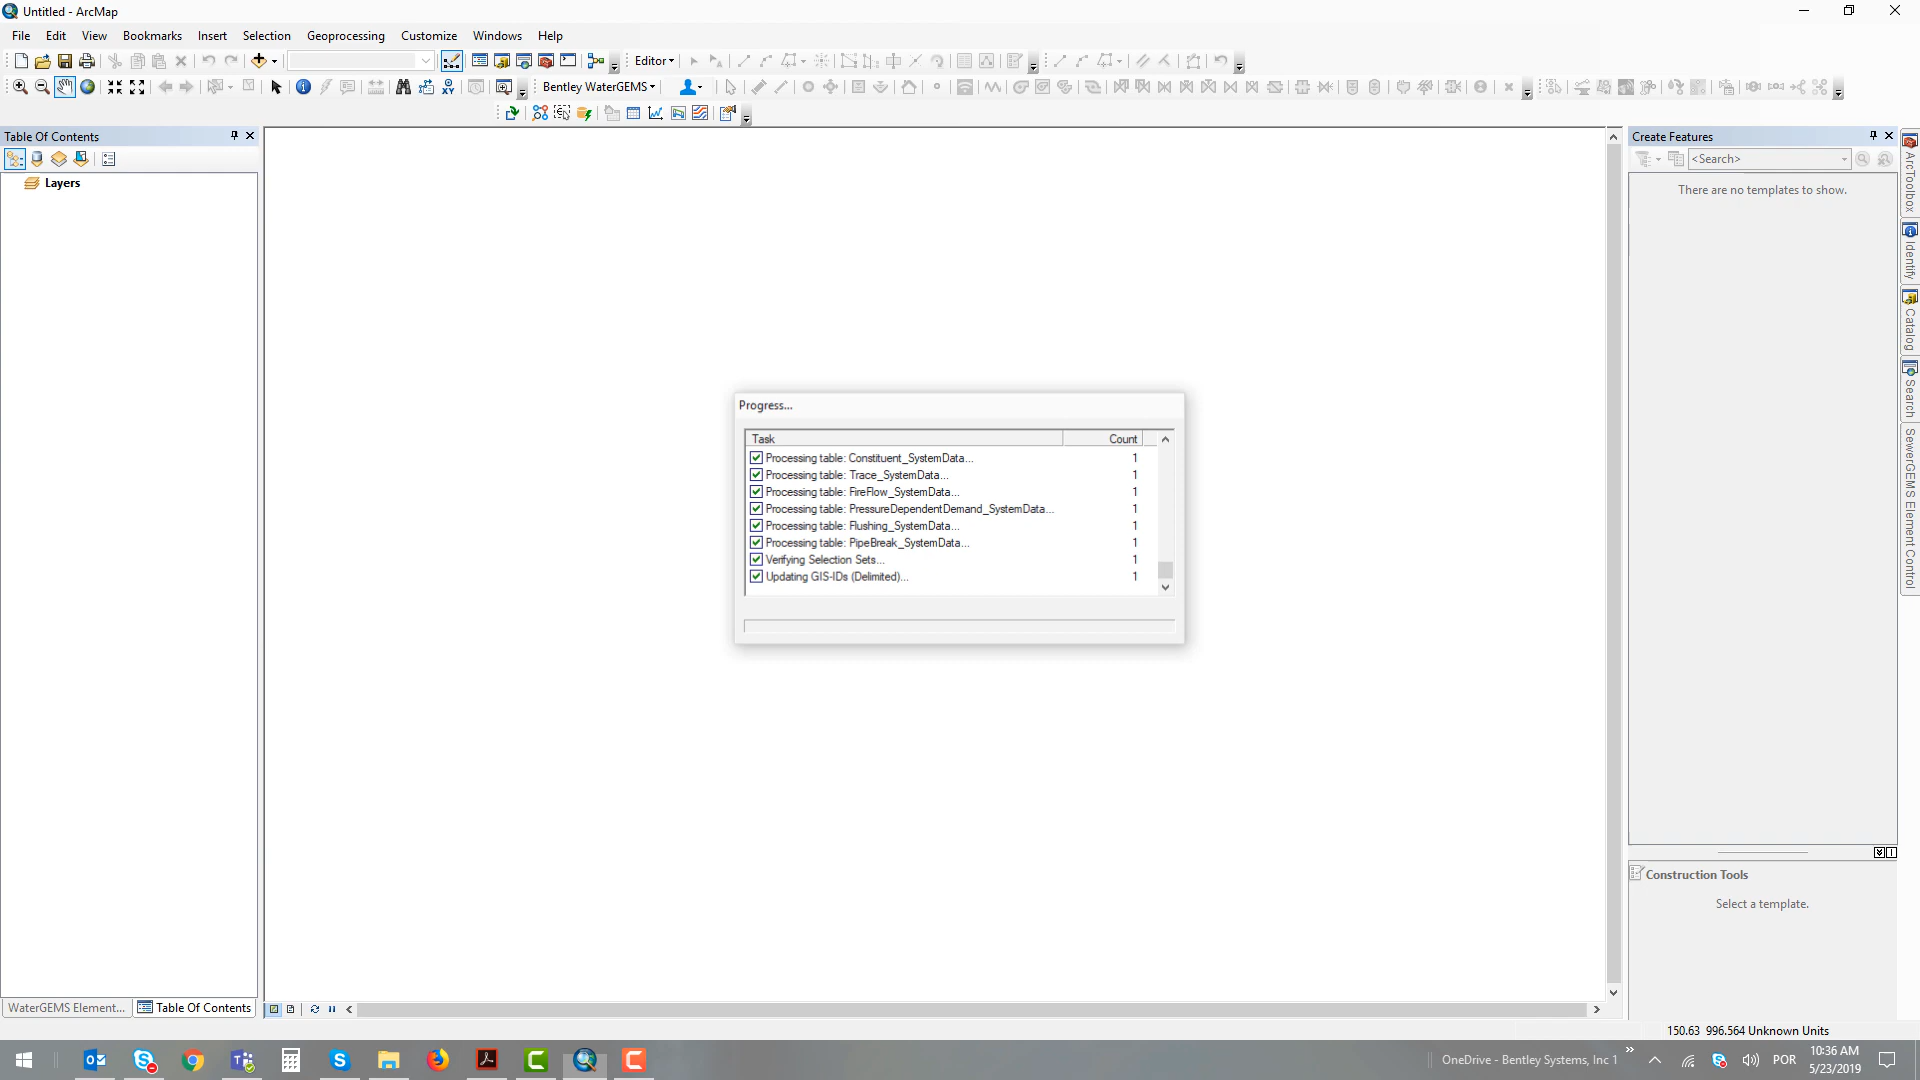 Untitled - ArcMap
File Edit View Bookmarks Insert Selection Geoprocessing Customize Windows Help
Editor
Bentley WaterGEMS
Table Of Contents
Layers
Create Features
<Search>
There are no templates to show.
ArcToolbox
Identify
Catalog
Search
SewerGEMS Element Control
Progress...
Task Count
Processing table: Constituent_SystemData... 1
Processing table: Trace_SystemData... 1
Processing table: FireFlow_SystemData... 1
Processing table: PressureDependentDemand_SystemData... 1
Processing table: Flushing_SystemData... 1
Processing table: PipeBreak_SystemData... 1
Verifying Selection Sets... 1
Updating GIS-IDs (Delimited)... 1
Construction Tools
Select a template.
WaterGEMS Element... Table Of Contents
150.63 996.564 Unknown Units
OneDrive - Bentley Systems, Inc 1
POR
10:36 AM
5/23/2019